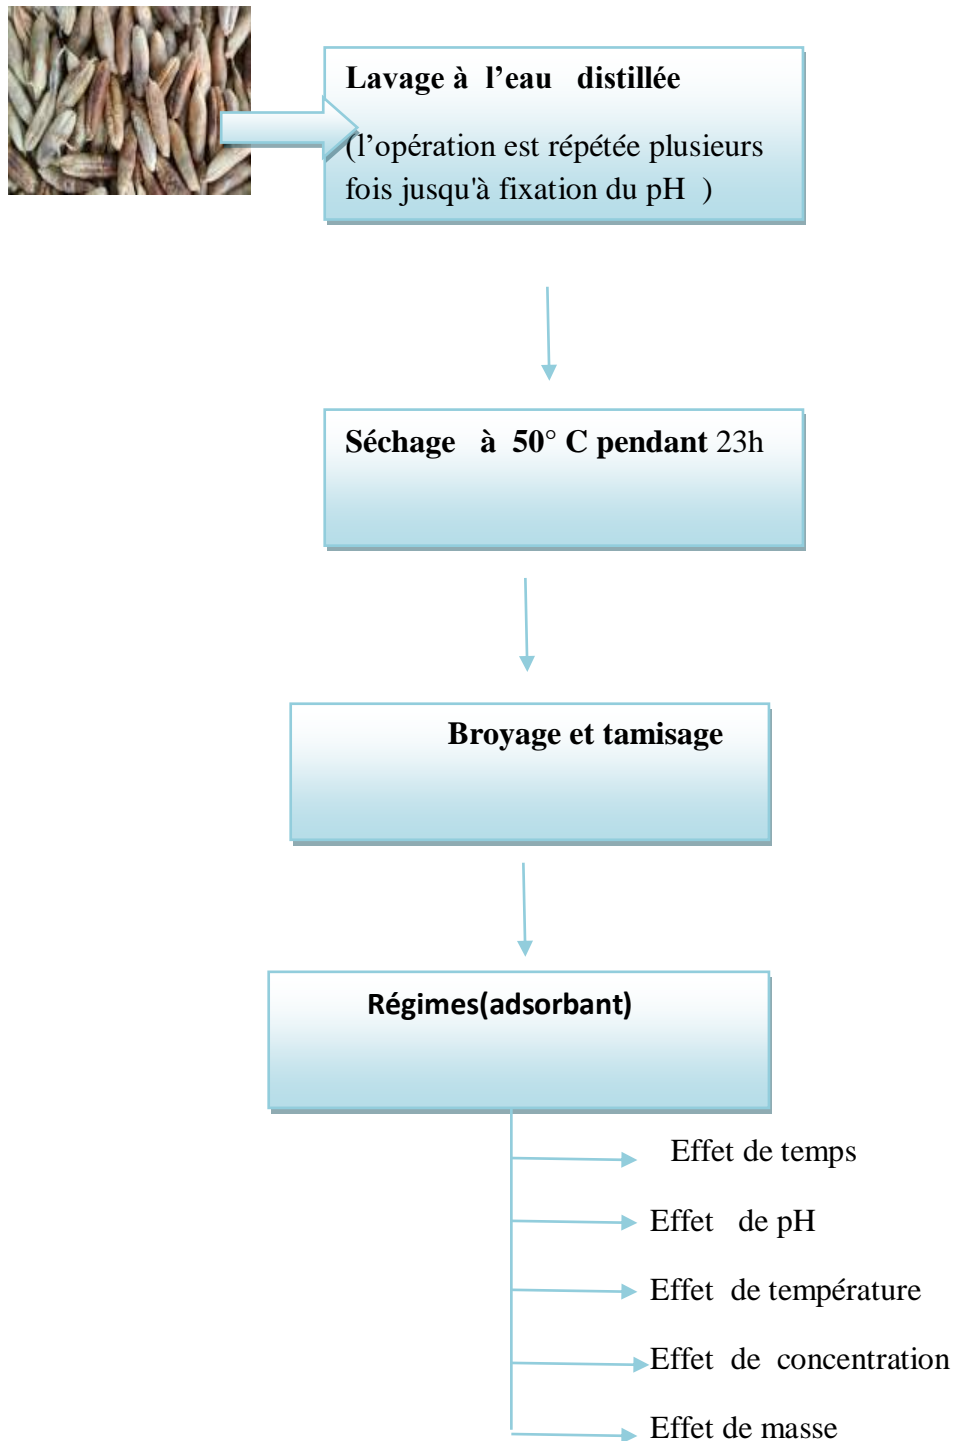 Lavage à l’eau distillée
(l’opération est répétée plusieurs
fois jusqu'à fixation du pH )
Séchage à 50° C pendant 23h
Broyage et tamisage
Régimes(adsorbant)
Effet de temps
Effet de pH
Effet de température
Effet de concentration
Effet de masse